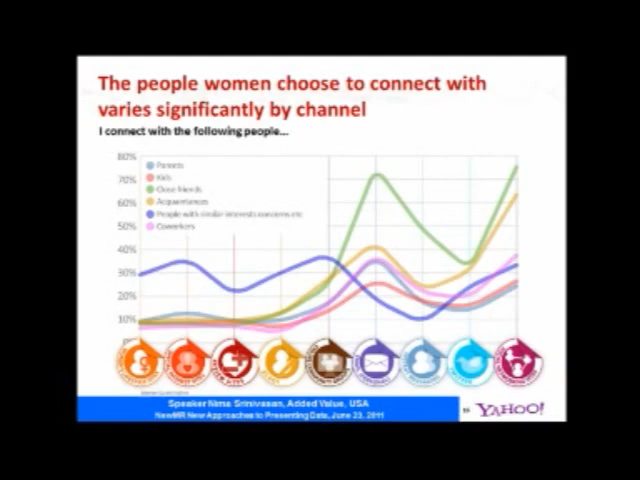 The people women choose to connect with
varies significantly by channel
I connect with the following people...
80%
70%
60%
50%
40%
30%
20%
10%
Parents
Kids
Close friends
Acquaintances
People with similar interests concerns etc
Coworkers
Speaker Nima Srinivasan, Added Value, USA
NewMR New Approaches to Presenting Data, June 23, 2011
YAHOO!